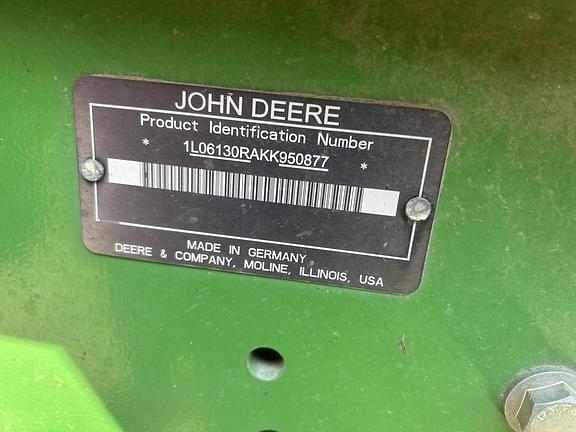 JOHN DEERE
Product Identification Number
* 1L06130RAKK950877 *
MADE IN GERMANY
DEERE & COMPANY, MOLINE, ILLINOIS, USA